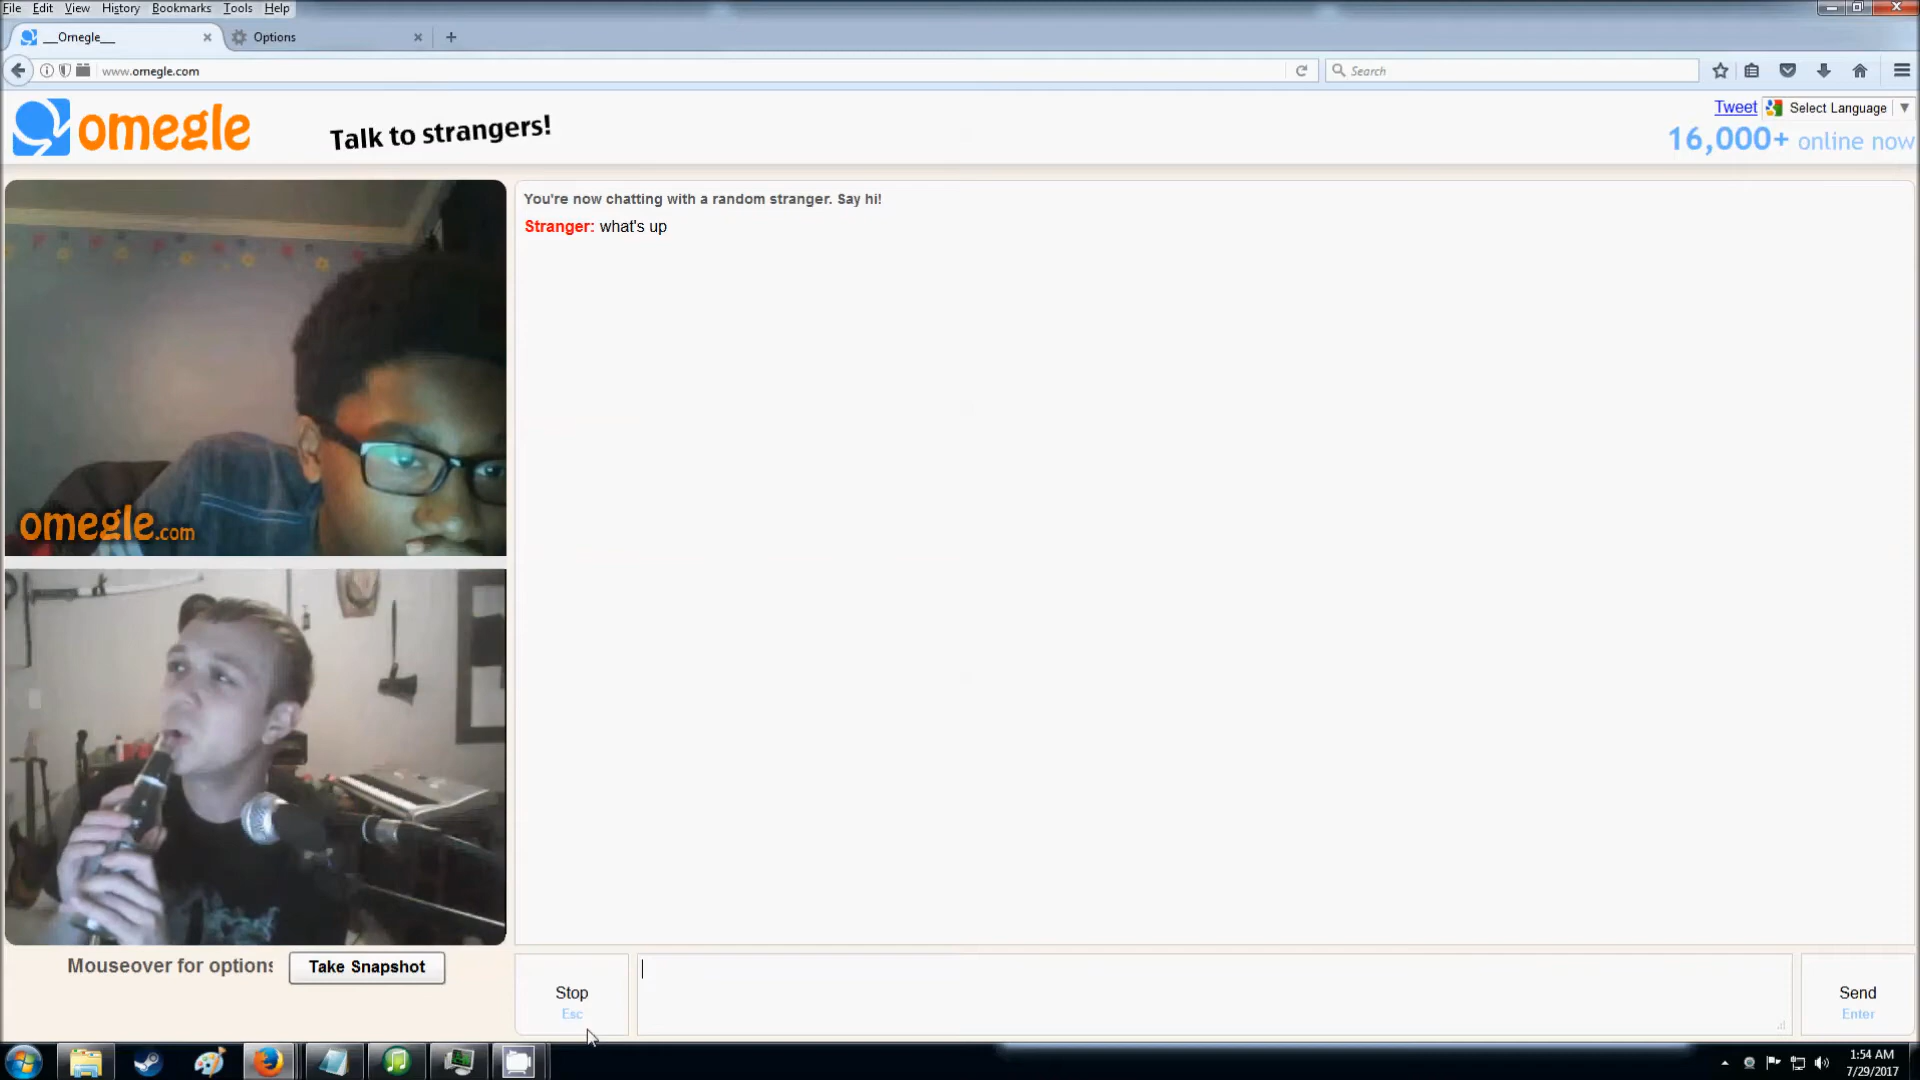 File Edit View History Bookmarks Tools Help
__Omegle__
Options
www.omegle.com
Search
omegle
Talk to strangers!
Tweet
Select Language
16,000+ online now
You're now chatting with a random stranger. Say hi!
Stranger: what's up
omegle.com
Mouseover for options
Take Snapshot
Stop
Esc
Send
Enter
1:54 AM
7/29/2017